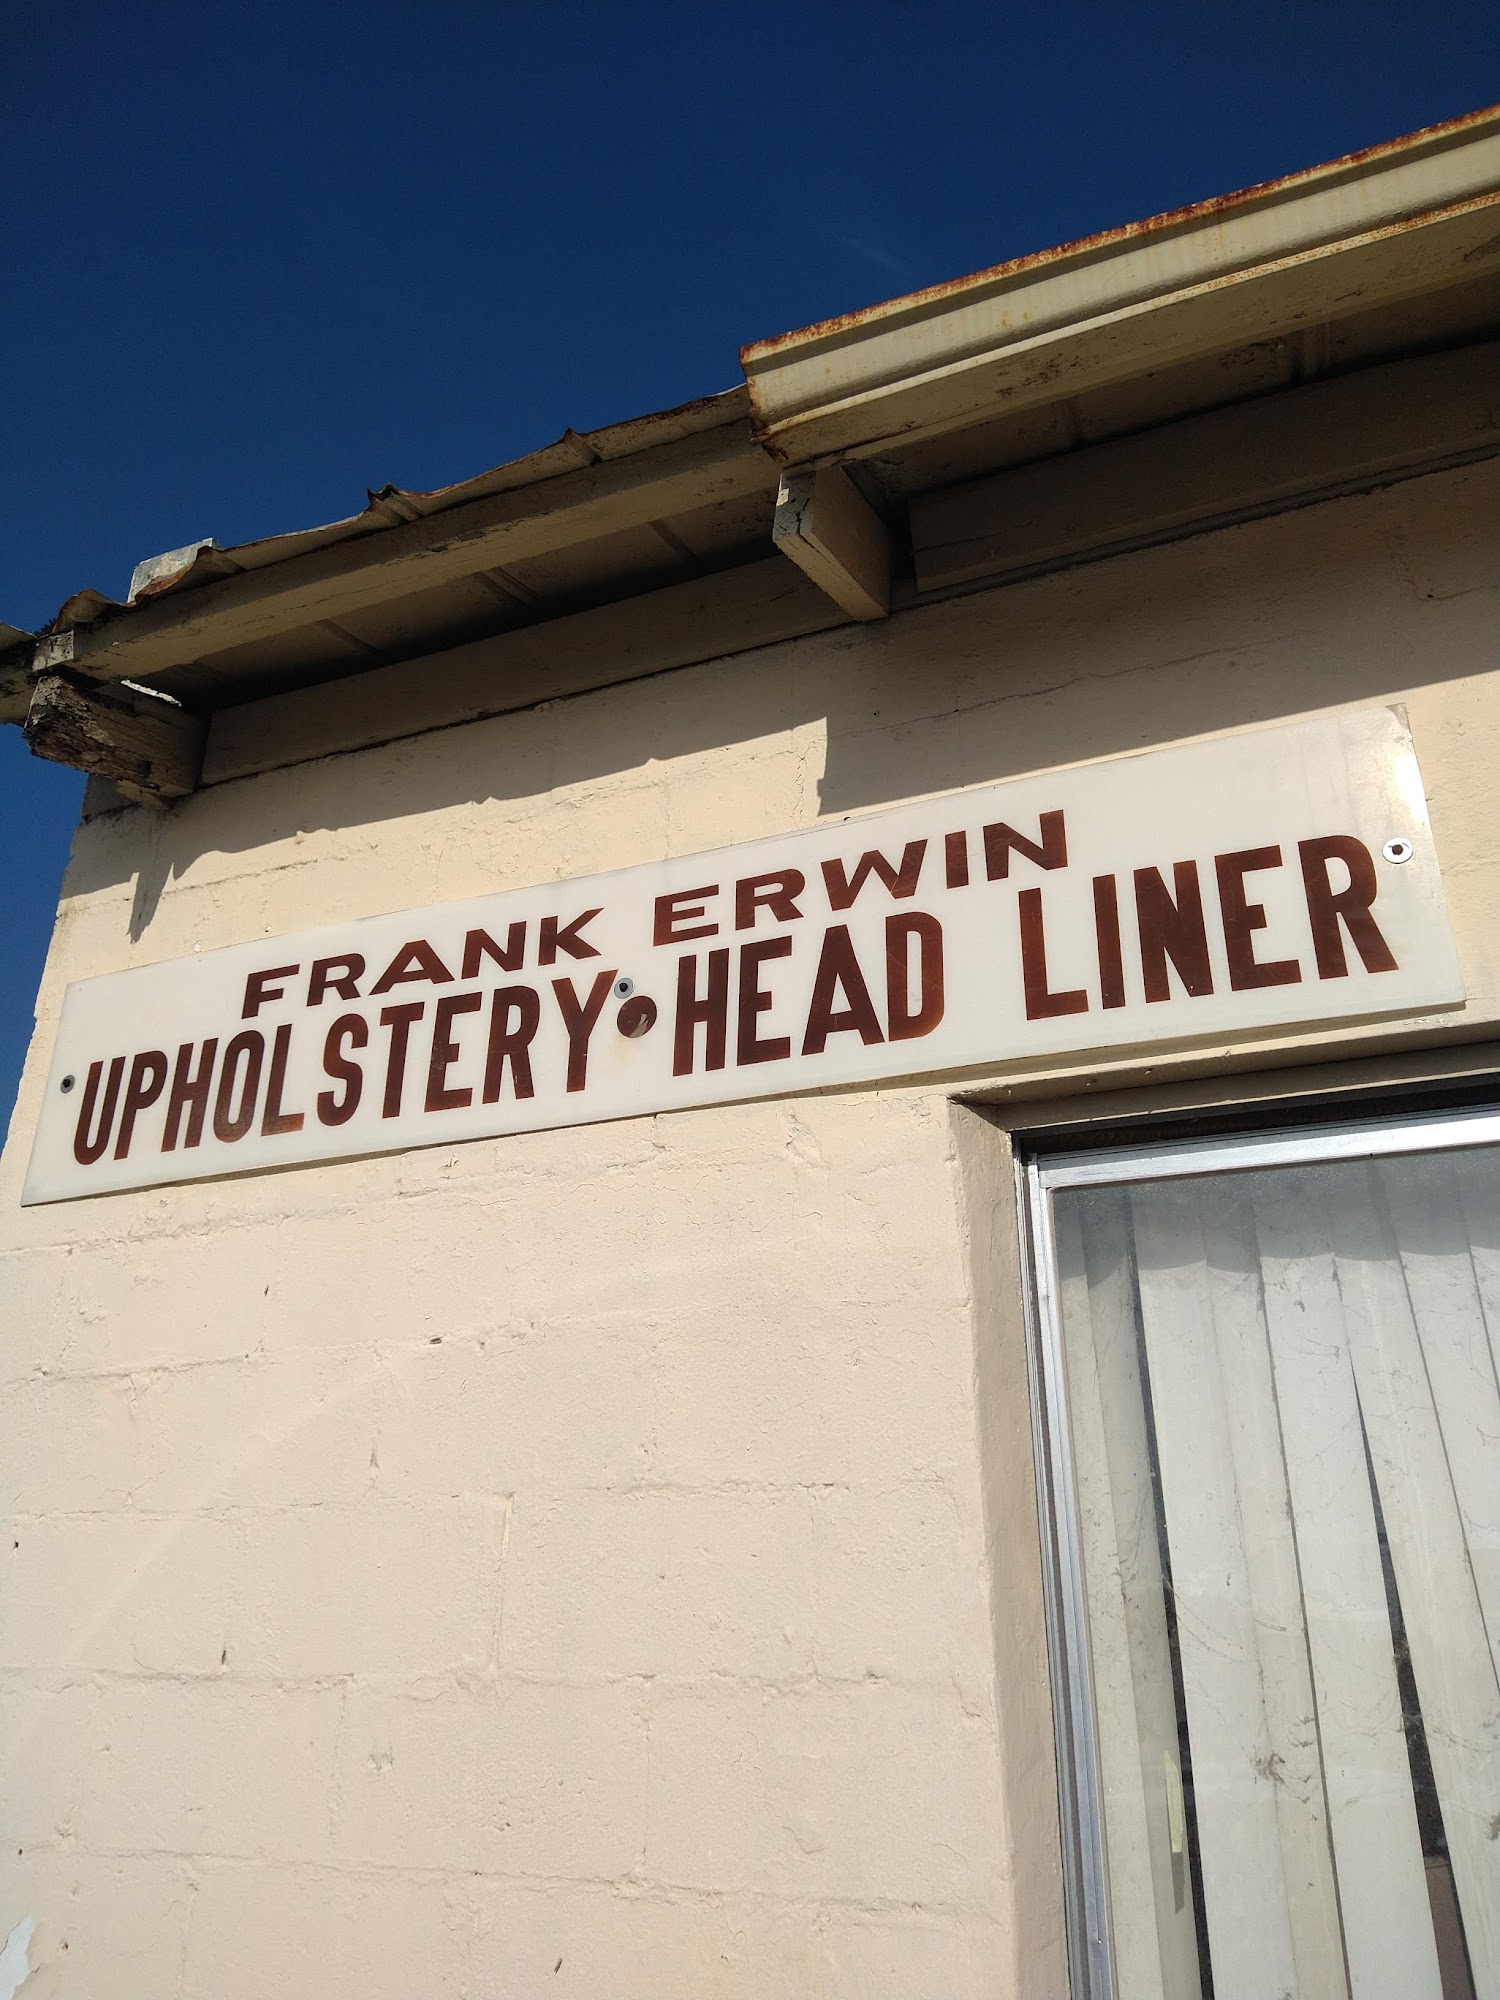 FRANK ERWIN
UPHOLSTERY • HEAD LINER